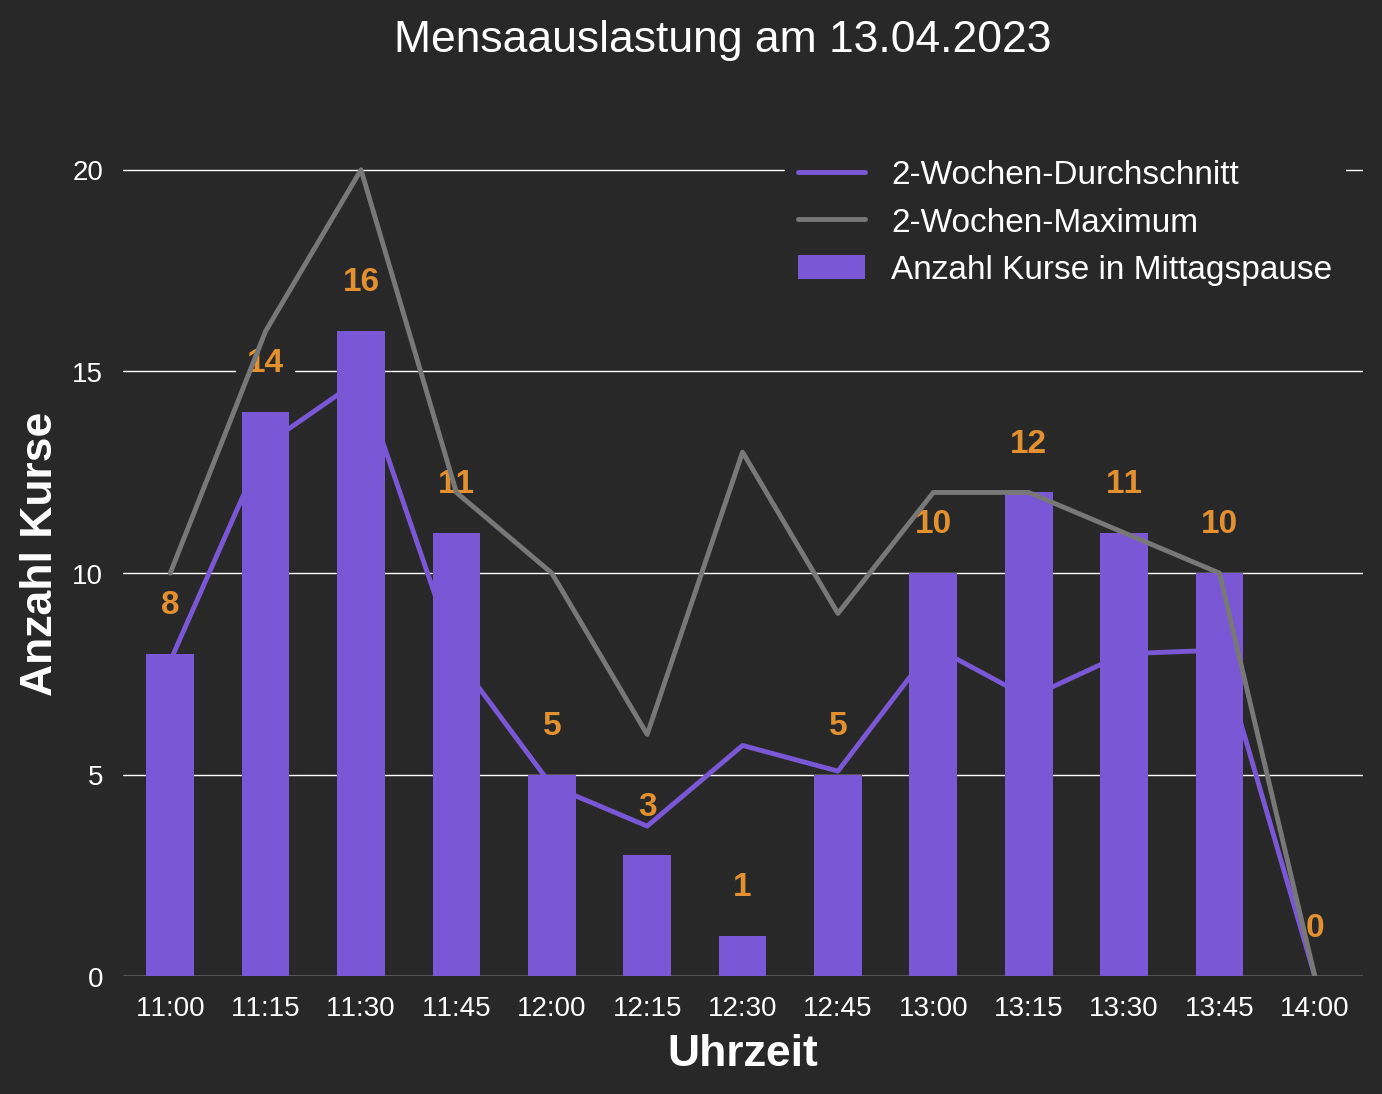 Mensaauslastung am 13.04.2023
2-Wochen-Durchschnitt
2-Wochen-Maximum
Anzahl Kurse in Mittagspause
Anzahl Kurse
20
15
10
5
0
8
14
16
11
5
3
1
5
10
12
11
10
0
11:00 11:15 11:30 11:45 12:00 12:15 12:30 12:45 13:00 13:15 13:30 13:45 14:00
Uhrzeit